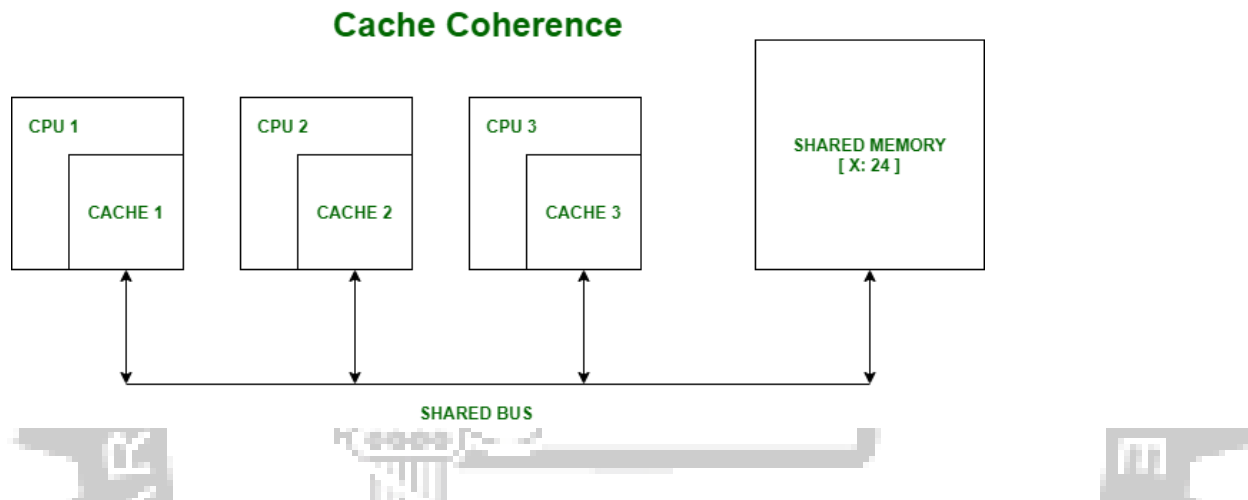 Cache Coherence
CPU 1
CACHE 1
CPU 2
CACHE 2
CPU 3
CACHE 3
SHARED MEMORY
[ X: 24 ]
SHARED BUS